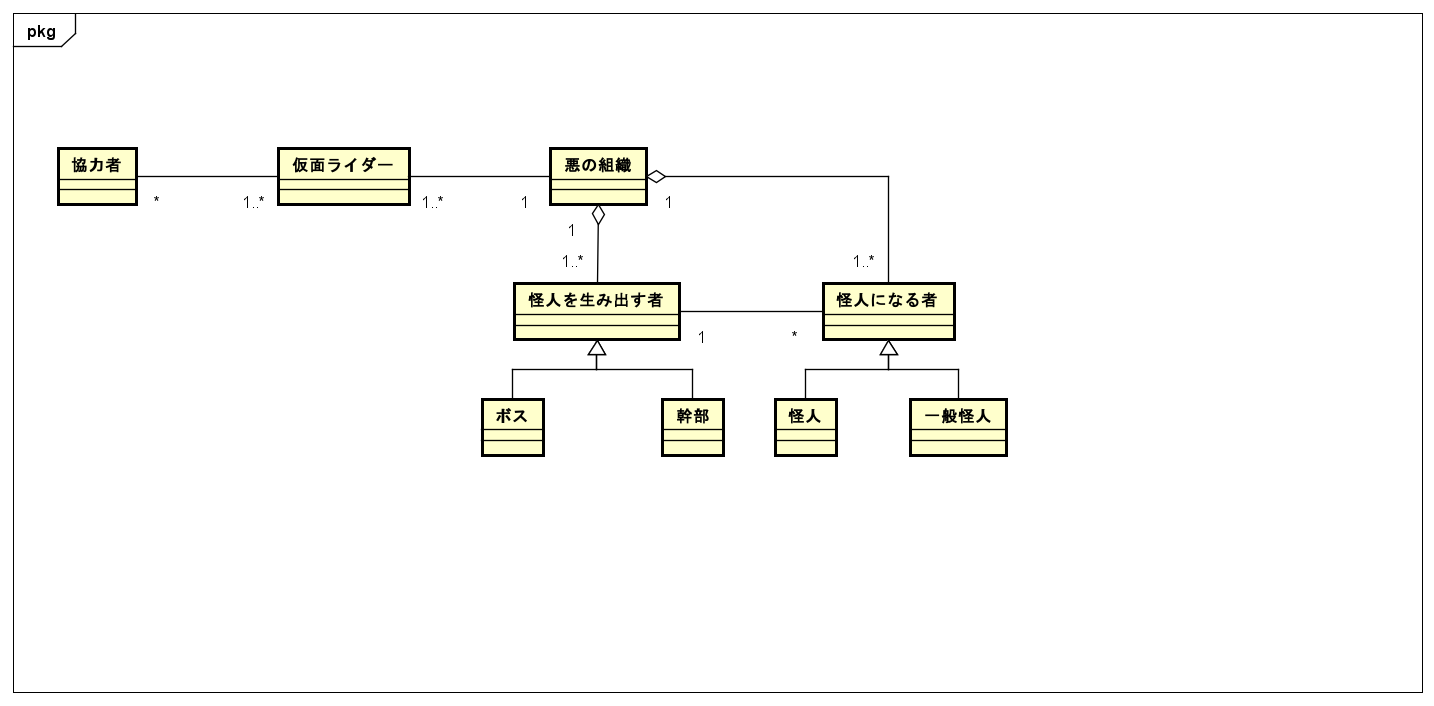 pkg
協力者
仮面ライダー
悪の組織
*
1..*
1..*
1
1
1
1..*
1..*
怪人を生み出す者
怪人になる者
1
*
ボス
幹部
怪人
一般怪人